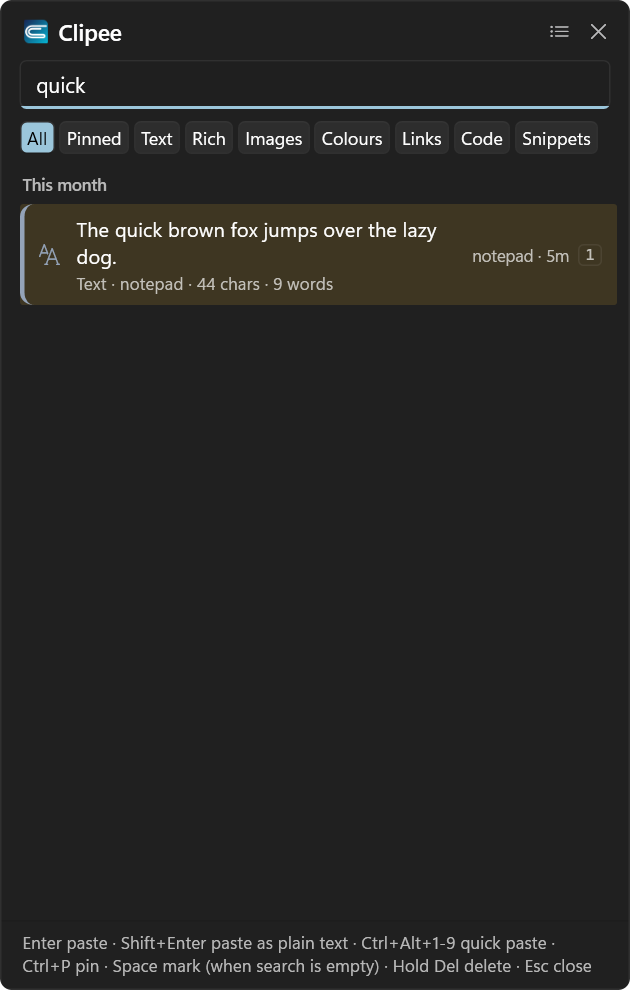 Clipee
quick
All Pinned Text Rich Images Colours Links Code Snippets
This month
The quick brown fox jumps over the lazy
dog.
notepad · 5m 1
Text · notepad · 44 chars · 9 words
Enter paste · Shift+Enter paste as plain text · Ctrl+Alt+1-9 quick paste ·
Ctrl+P pin · Space mark (when search is empty) · Hold Del delete · Esc close